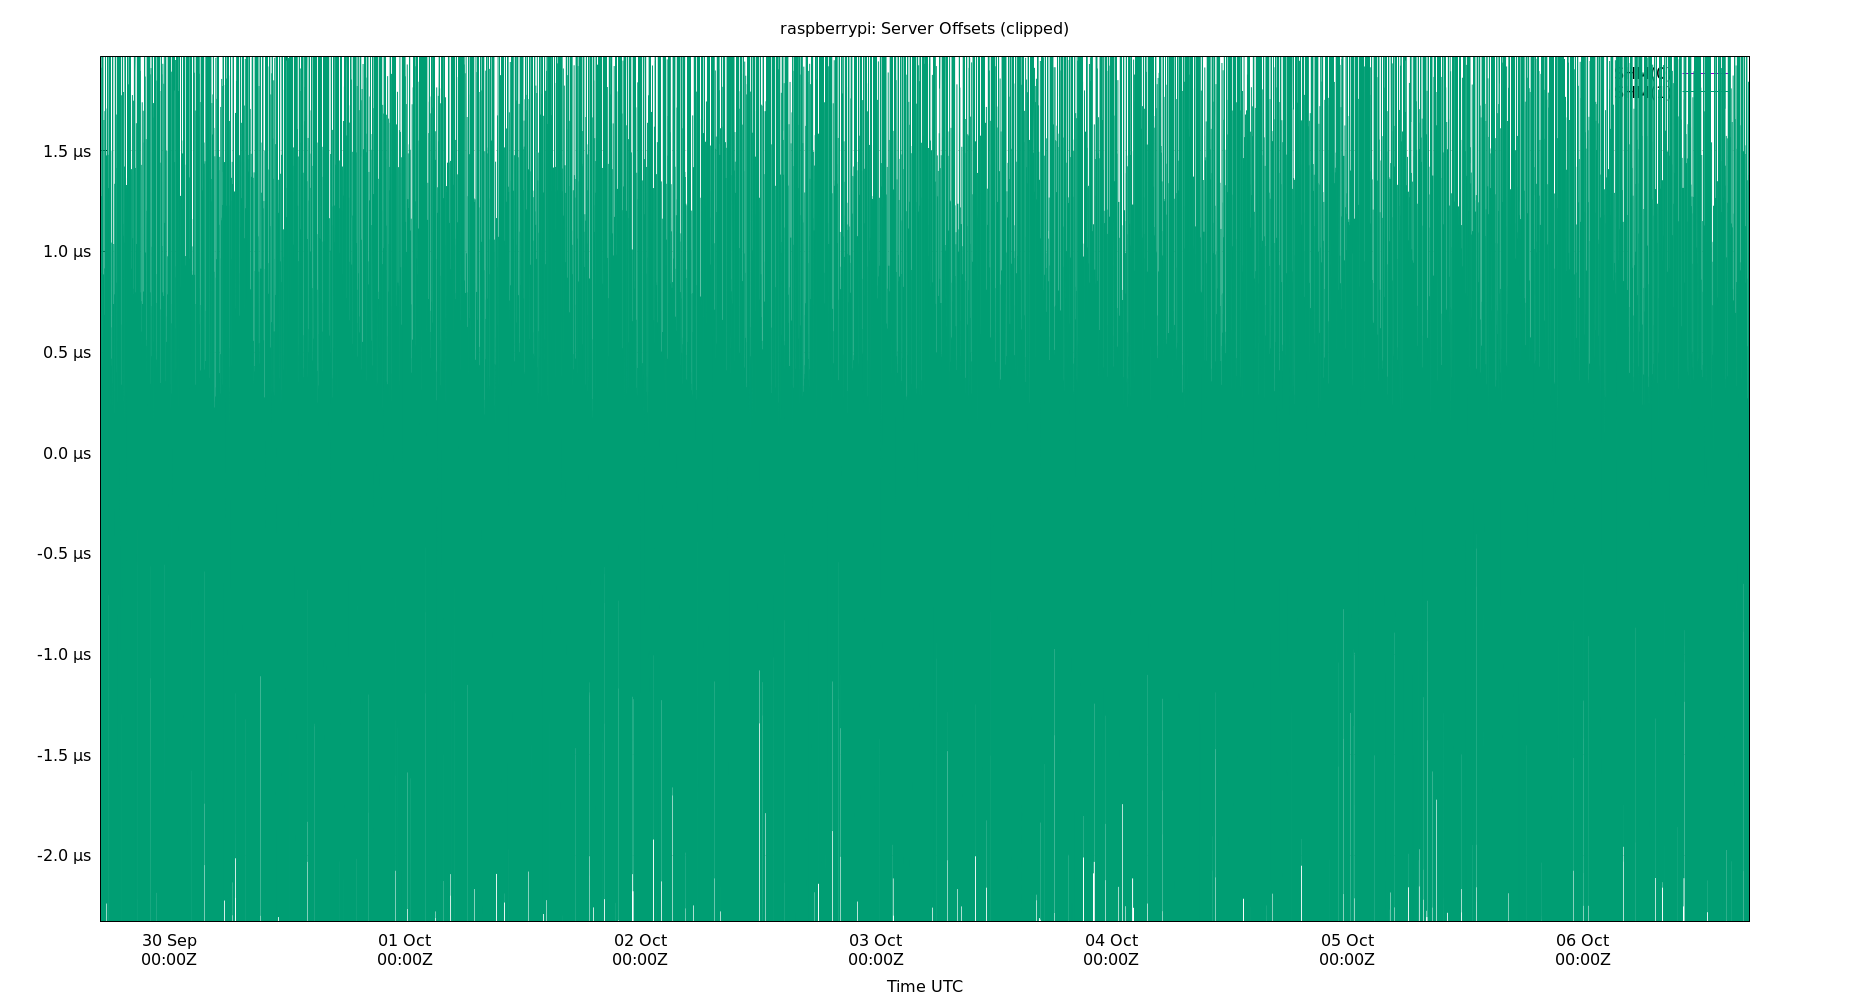 raspberrypi: Server Offsets (clipped)
1.5 µs
1.0 µs
0.5 µs
0.0 µs
-0.5 µs
-1.0 µs
-1.5 µs
-2.0 µs
30 Sep 01 Oct 02 Oct 03 Oct 04 Oct 05 Oct 06 Oct
00:00Z 00:00Z 00:00Z 00:00Z 00:00Z 00:00Z 00:00Z
Time UTC